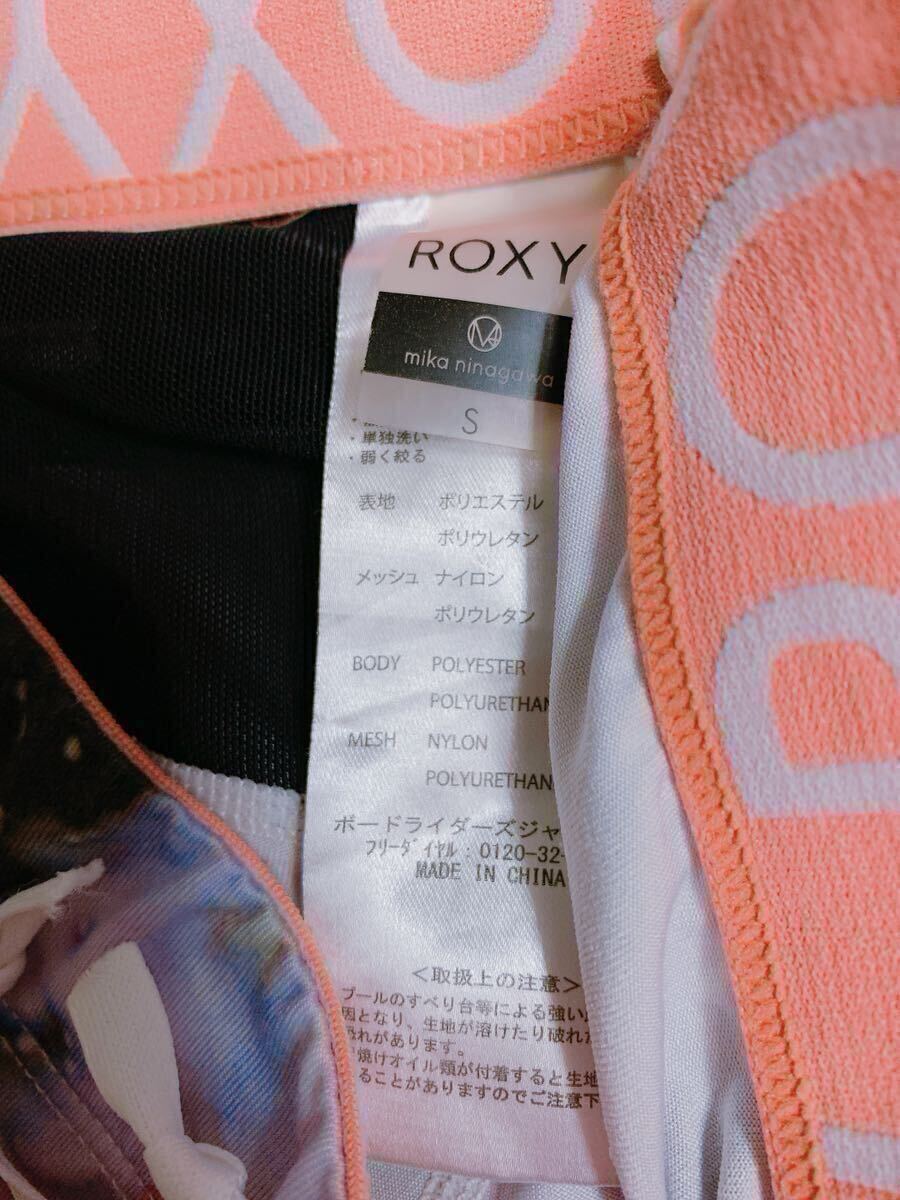 ROXY
mika ninagawa
S
・単独洗い
・弱く絞る
表地 ポリエステル
ポリウレタン
メッシュ ナイロン
ポリウレタン
BODY POLYESTER
POLYURETHAN
MESH NYLON
POLYURETHAN
ボードライダーズジャ
フリーダイヤル:0120-32-
MADE IN CHINA
<取扱上の注意>
プールのすべり台等による強い
因となり、生地が溶けたり破れた
恐れがあります。
焼けオイル類が付着すると生地
ることがありますのでご注意下